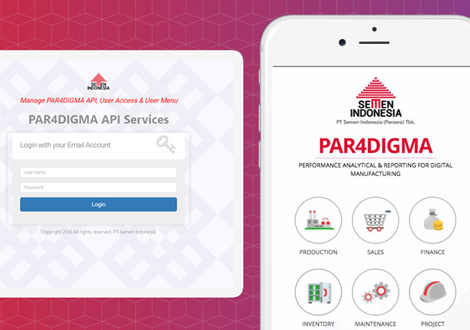 SEMEN
INDONESIA
Manage PAR4DIGMA API, User Access & User Menu
PAR4DIGMA API Services
Login with your Email Account
User Name
Password
Login
Copyright 2016 All rights reserved. PT Semen Indonesia
SEMEN
INDONESIA
PT Semen Indonesia (Persero) Tbk.
PAR4DIGMA
PERFORMANCE ANALYTICAL & REPORTING FOR DIGITAL
MANUFACTURING
PRODUCTION
SALES
FINANCE
INVENTORY
MAINTENANCE
PROJECT